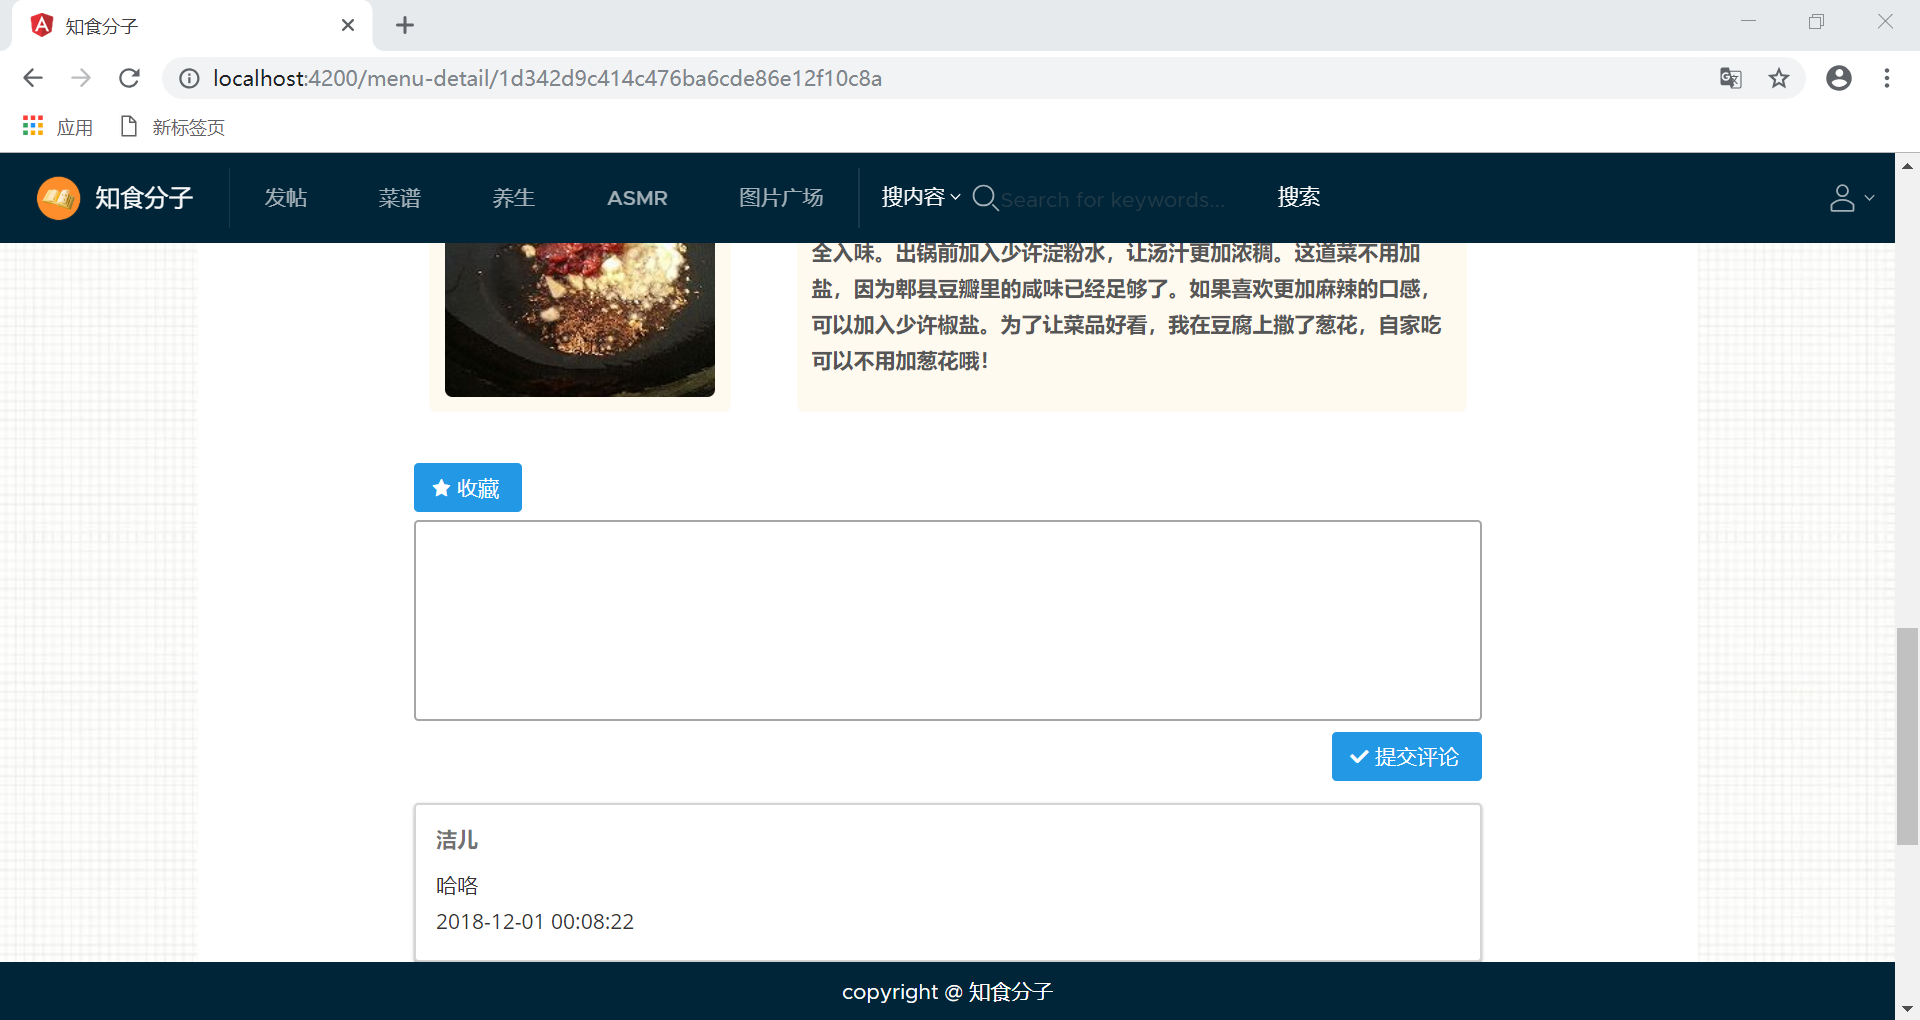 知食分子
localhost:4200/menu-detail/1d342d9c414c476ba6cde86e12f10c8a
应用 新标签页
知食分子 发帖 菜谱 养生 ASMR 图片广场 搜内容 Search for keywords... 搜索
全入味。出锅前加入少许淀粉水，让汤汁更加浓稠。这道菜不用加
盐，因为郫县豆瓣里的咸味已经足够了。如果喜欢更加麻辣的口感，
可以加入少许椒盐。为了让菜品好看，我在豆腐上撒了葱花，自家吃
可以不用加葱花哦！
收藏
提交评论
洁儿
哈咯
2018-12-01 00:08:22
copyright @ 知食分子